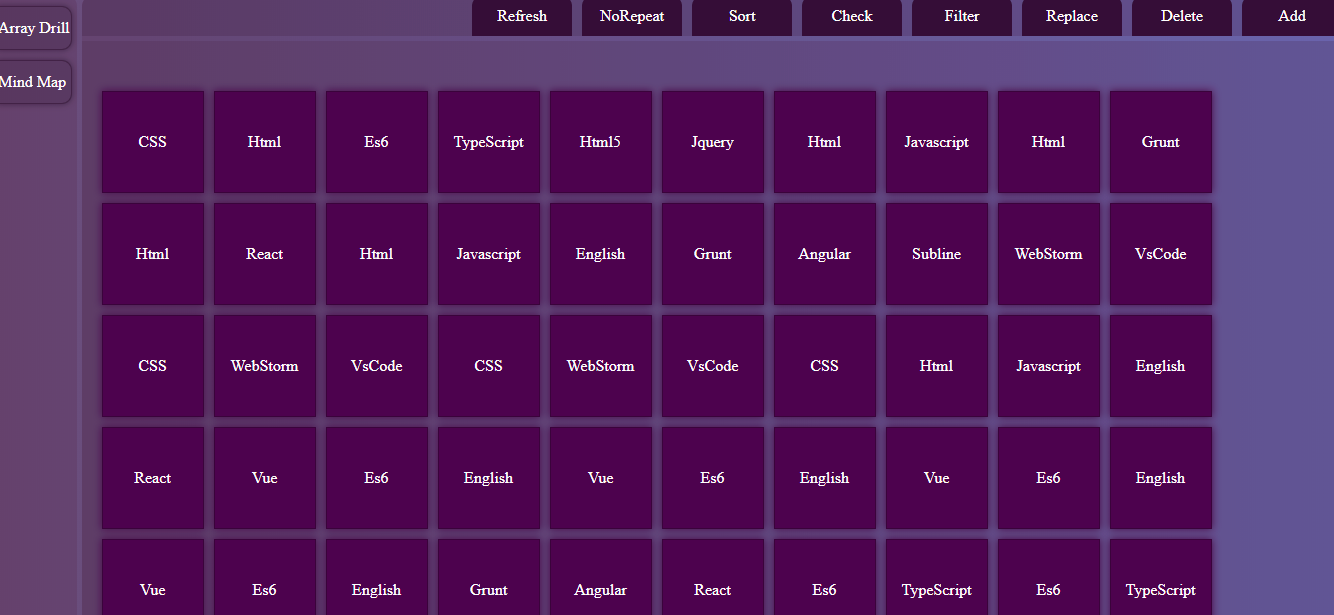 Array Drill
Mind Map
Refresh NoRepeat Sort Check Filter Replace Delete Add
CSS Html Es6 TypeScript Html5 Jquery Html Javascript Html Grunt
Html React Html Javascript English Grunt Angular Subline WebStorm VsCode
CSS WebStorm VsCode CSS WebStorm VsCode CSS Html Javascript English
React Vue Es6 English Vue Es6 English Vue Es6 English
Vue Es6 English Grunt Angular React Es6 TypeScript Es6 TypeScript